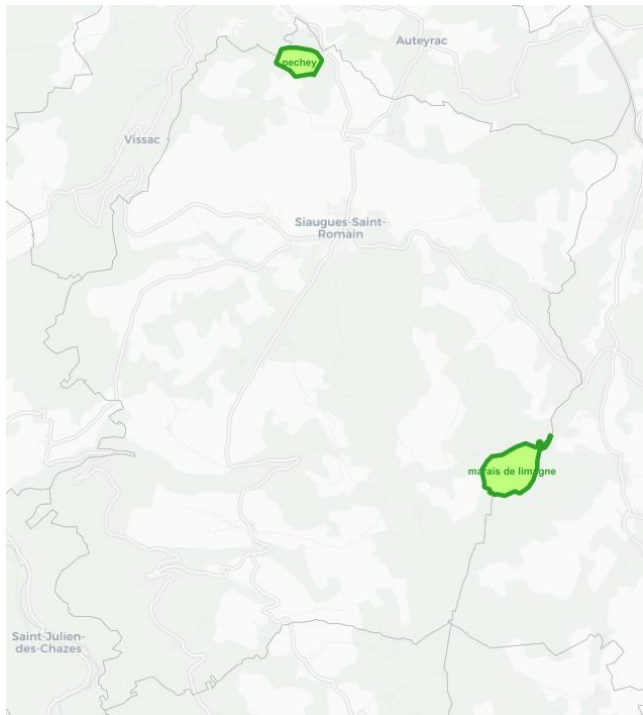 Auteyrac
pechey
Vissac
Siaugues-Saint-
Romain
marais de limagne
Saint-Julien-
des-Chazes